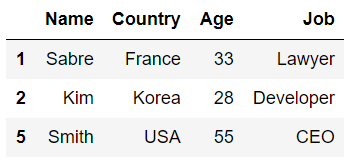 Name Country Age Job
1 Sabre France 33 Lawyer
2 Kim Korea 28 Developer
5 Smith USA 55 CEO